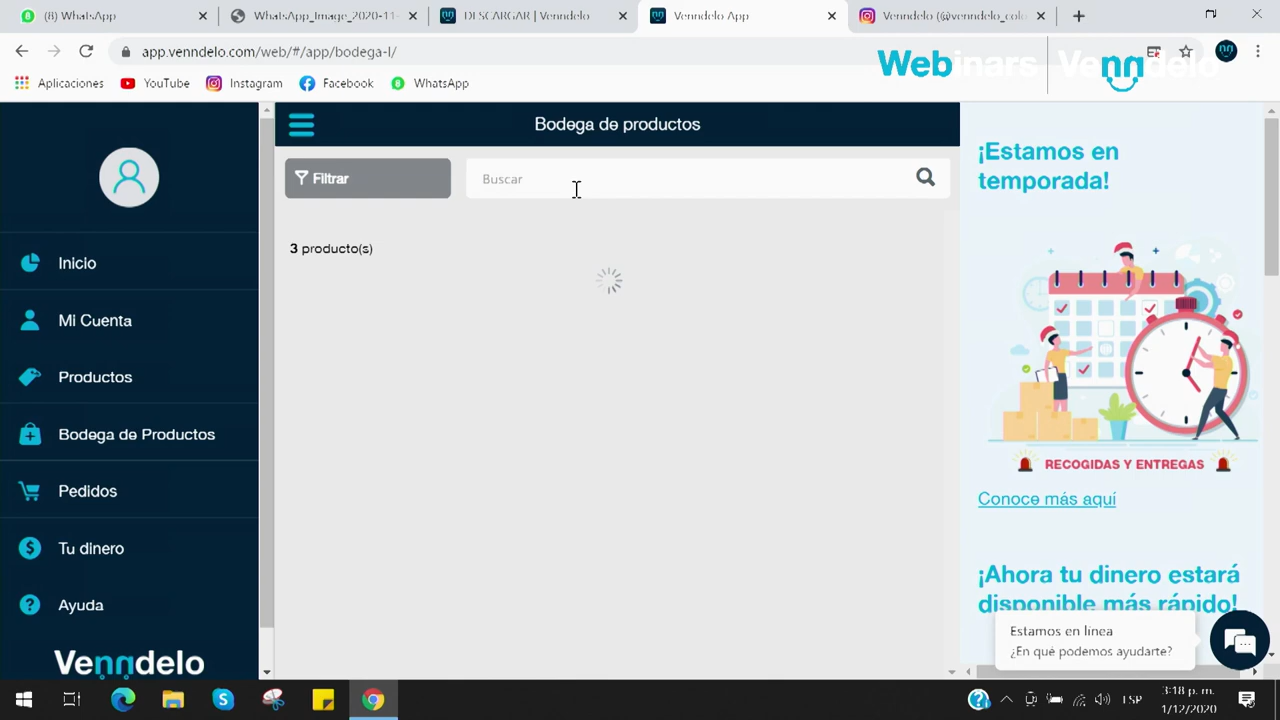 (8) WhatsApp
WhatsApp_Image_2020-11-
DESCARGAR | Venndelo
Venndelo App
Venndelo (@venndelo_colo
app.venndelo.com/web/#/app/bodega-l/
Webinars
Venndelo
Aplicaciones
YouTube
Instagram
Facebook
WhatsApp
Bodega de productos
Filtrar
Buscar
3 producto(s)
Inicio
Mi Cuenta
Productos
Bodega de Productos
Pedidos
Tu dinero
Ayuda
Venndelo
¡Estamos en
temporada!
RECOGIDAS Y ENTREGAS
Conoce más aquí
¡Ahora tu dinero estará
disponible más rápido!
Estamos en línea
¿En qué podemos ayudarte?
ESP
3:18 p. m.
1/12/2020